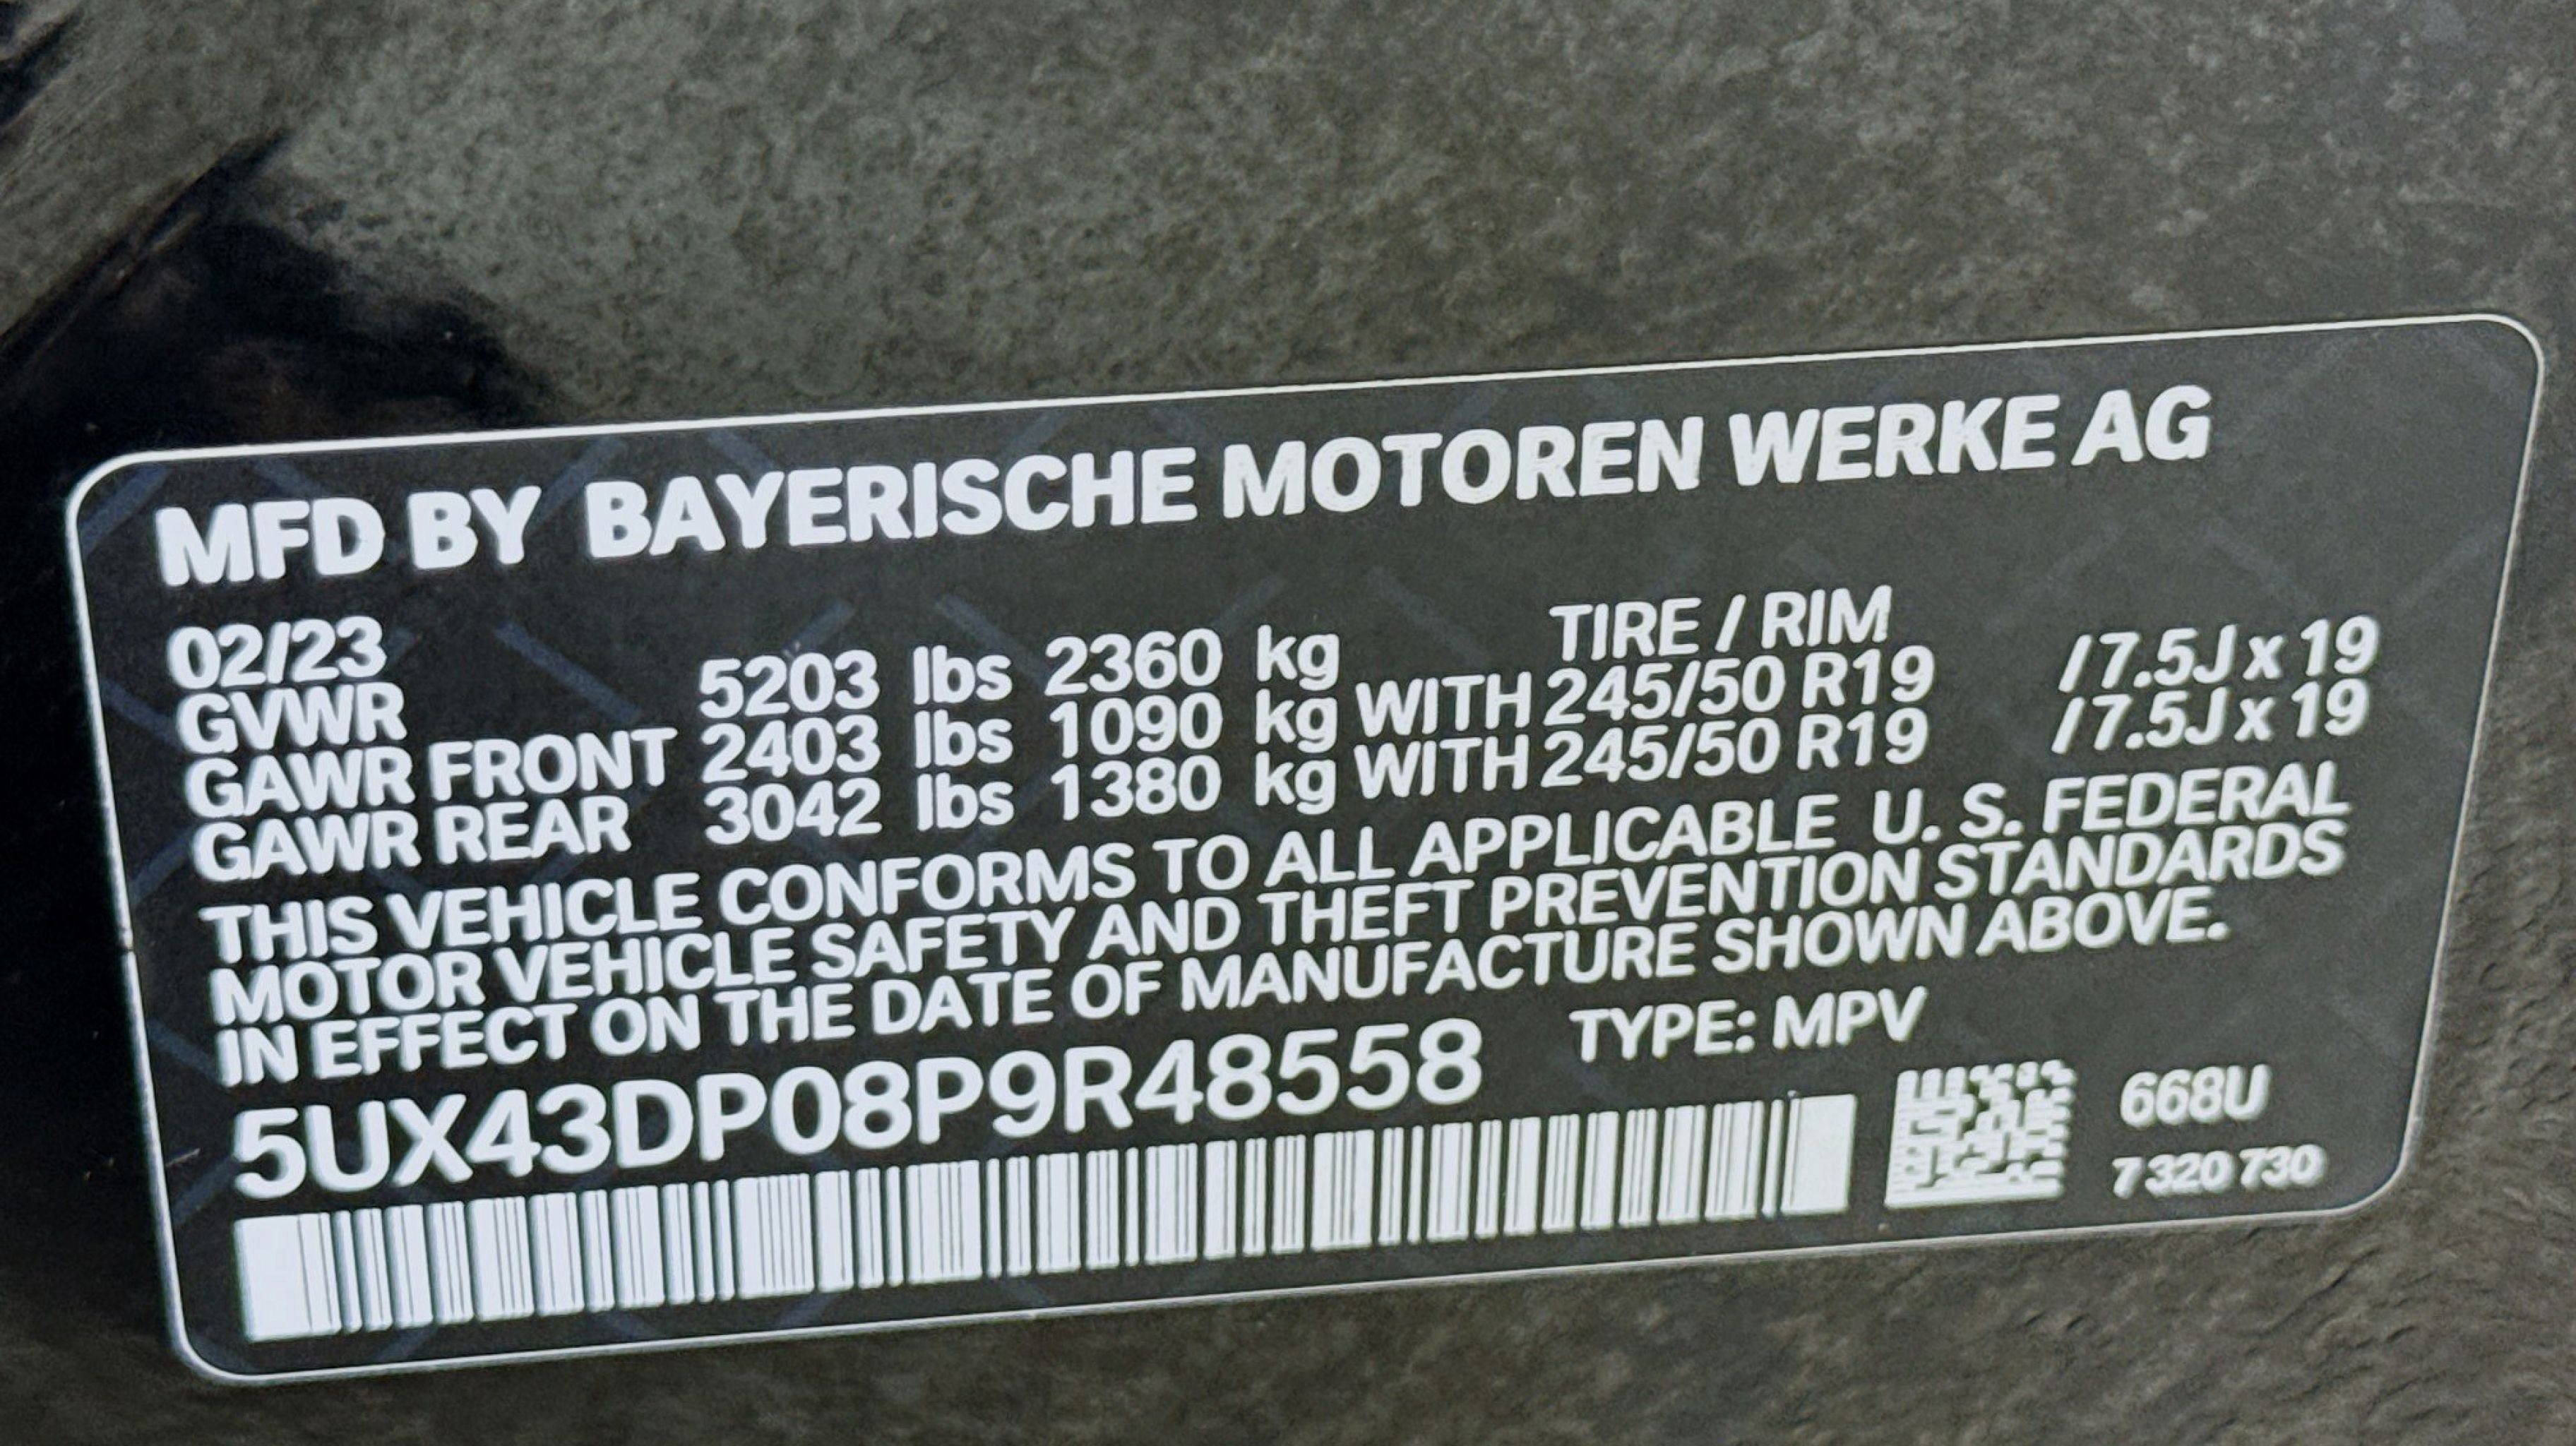 MFD BY BAYERISCHE MOTOREN WERKE AG
02/23 TIRE / RIM
GVWR 5203 lbs 2360 kg
GAWR FRONT 2403 lbs 1090 kg WITH 245/50 R19 / 7.5J x 19
GAWR REAR 3042 lbs 1380 kg WITH 245/50 R19 / 7.5J x 19
THIS VEHICLE CONFORMS TO ALL APPLICABLE U. S. FEDERAL
MOTOR VEHICLE SAFETY AND THEFT PREVENTION STANDARDS
IN EFFECT ON THE DATE OF MANUFACTURE SHOWN ABOVE.
5UX43DP08P9R48558 TYPE: MPV
668U
7 320 730